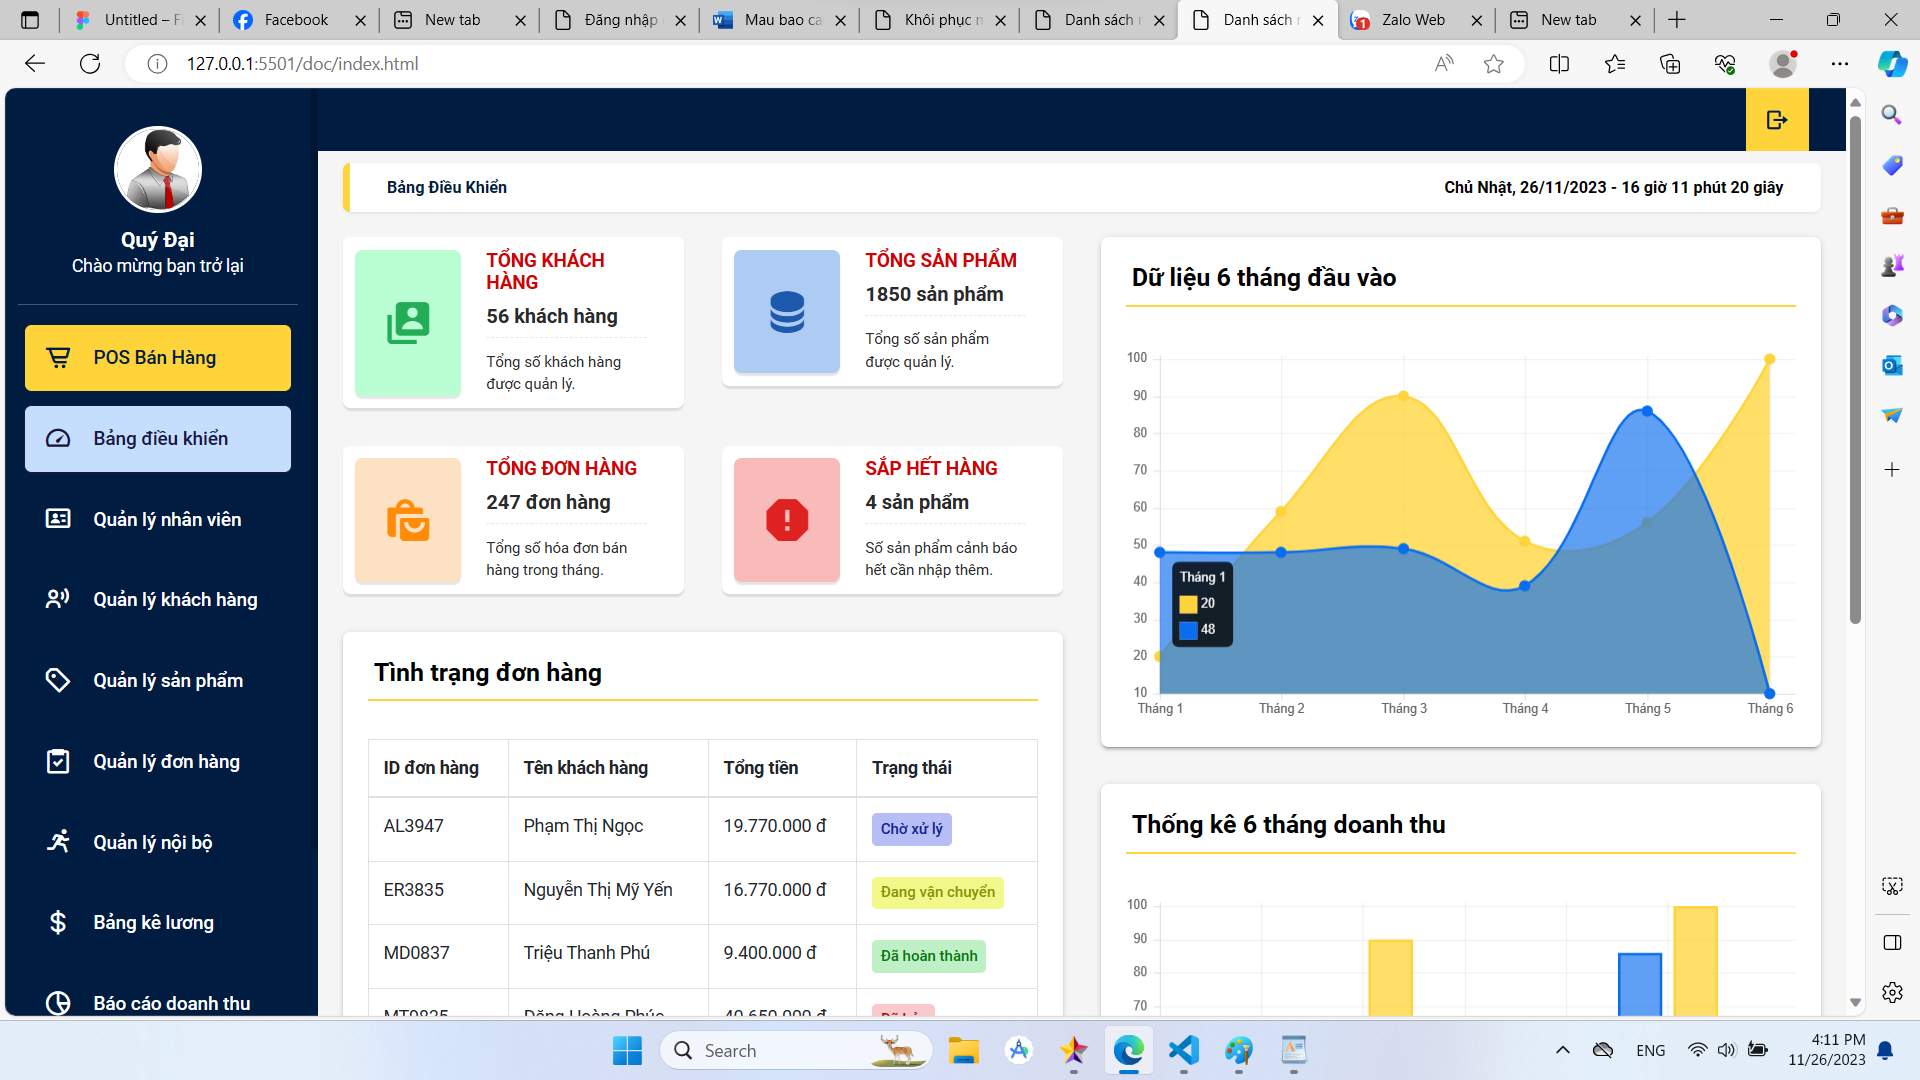 Untitled – Fi
Facebook
New tab
Đăng nhập
Mau bao ca
Khôi phục m
Danh sách
Danh sách
Zalo Web
New tab
127.0.0.1:5501/doc/index.html
Quý Đại
Chào mừng bạn trở lại
POS Bán Hàng
Bảng điều khiển
Quản lý nhân viên
Quản lý khách hàng
Quản lý sản phẩm
Quản lý đơn hàng
Quản lý nội bộ
Bảng kê lương
Báo cáo doanh thu
Bảng Điều Khiển
Chủ Nhật, 26/11/2023 - 16 giờ 11 phút 20 giây
TỔNG KHÁCH
HÀNG
56 khách hàng
Tổng số khách hàng
được quản lý.
TỔNG SẢN PHẨM
1850 sản phẩm
Tổng số sản phẩm
được quản lý.
TỔNG ĐƠN HÀNG
247 đơn hàng
Tổng số hóa đơn bán
hàng trong tháng.
SẮP HẾT HÀNG
4 sản phẩm
Số sản phẩm cảnh báo
hết cần nhập thêm.
Tình trạng đơn hàng
ID đơn hàng Tên khách hàng Tổng tiền Trạng thái
AL3947 Phạm Thị Ngọc 19.770.000 đ Chờ xử lý
ER3835 Nguyễn Thị Mỹ Yến 16.770.000 đ Đang vận chuyển
MD0837 Triệu Thanh Phú 9.400.000 đ Đã hoàn thành
MT9835 Đặng Hoàng Phúc 40.650.000 đ
Dữ liệu 6 tháng đầu vào
100
90
80
70
60
50
40
30
20
10
Tháng 1
20
48
Tháng 1 Tháng 2 Tháng 3 Tháng 4 Tháng 5 Tháng 6
Thống kê 6 tháng doanh thu
100
90
80
70
Search
ENG
4:11 PM
11/26/2023